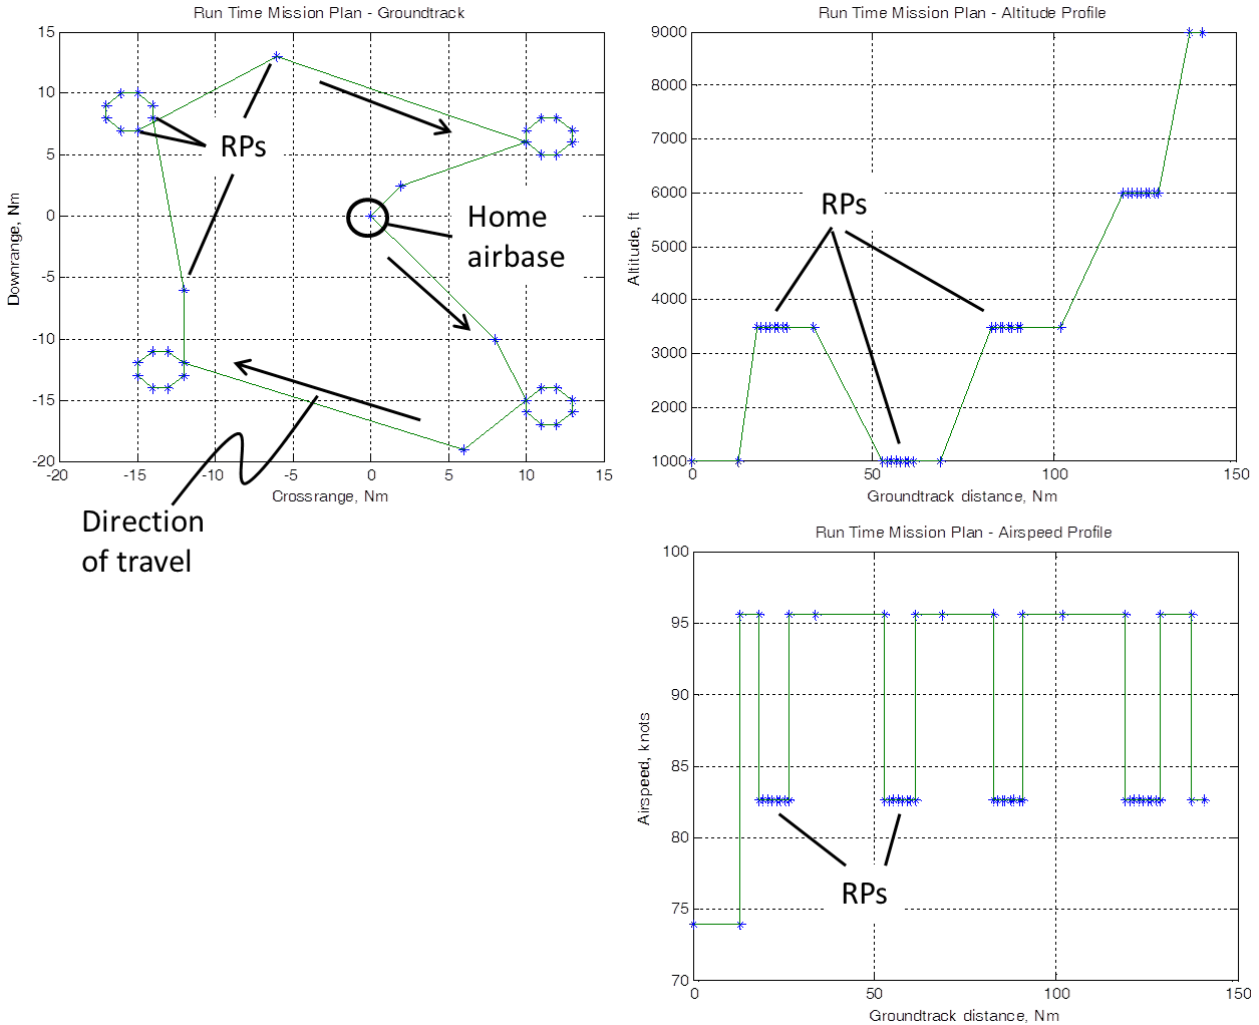 Run Time Mission Plan - Groundtrack
15
10
5
0
-5
-10
-15
-20
-20
-15
-10
-5
0
5
10
15
Downrange, Nm
Crossrange, Nm
RPs
Home
airbase
Direction
of travel
Run Time Mission Plan - Altitude Profile
9000
8000
7000
6000
5000
4000
3000
2000
1000
0
50
100
150
Altitude, ft
Groundtrack distance, Nm
RPs
Run Time Mission Plan - Airspeed Profile
100
95
90
85
80
75
70
0
50
100
150
Airspeed, knots
Groundtrack distance, Nm
RPs